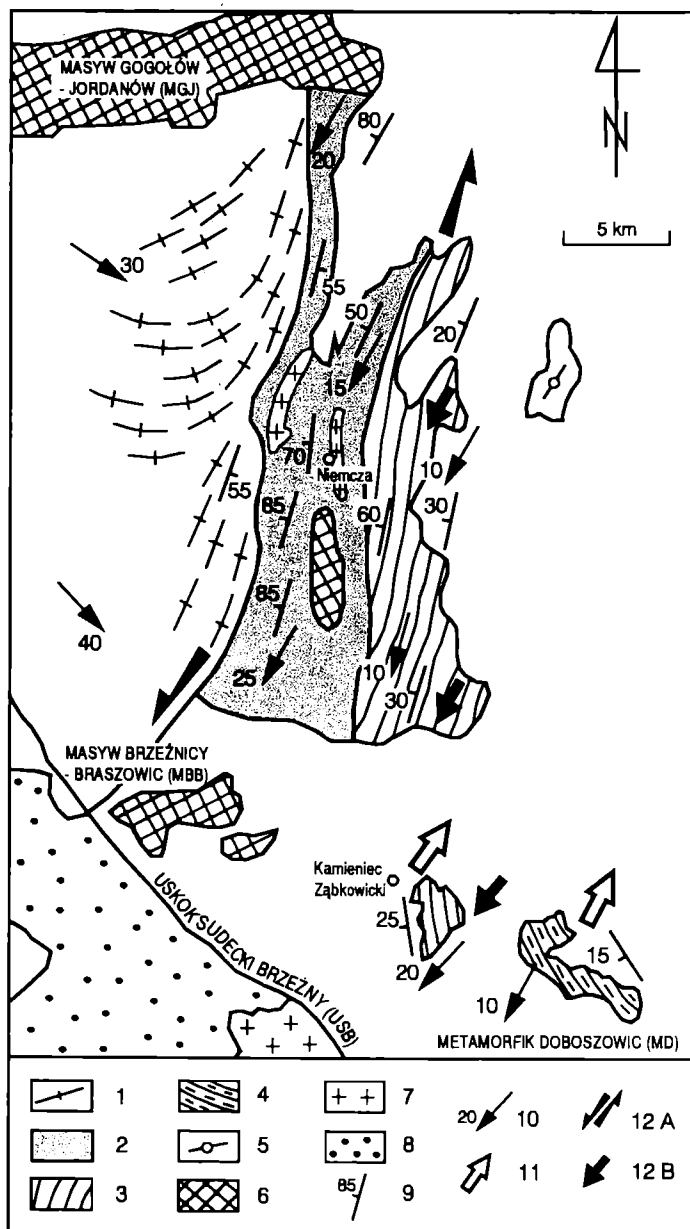 MASYW GOGOŁÓW
- JORDANÓW (MGJ)
N
80
20
5 km
30
55
50
20
15
70
Niemcza
10
55
30
85
60
85
40
25
10
30
MASYW BRZEŹNICY
- BRASZOWIC (MBB)
Kamieniec
Ząbkowicki
USKOK SUDECKI BRZEŻNY (USB)
25
20
15
10
METAMORFIK DOBOSZOWIC (MD)
1
4
7
20
10
12 A
2
5
8
3
6
85
9
11
12 B